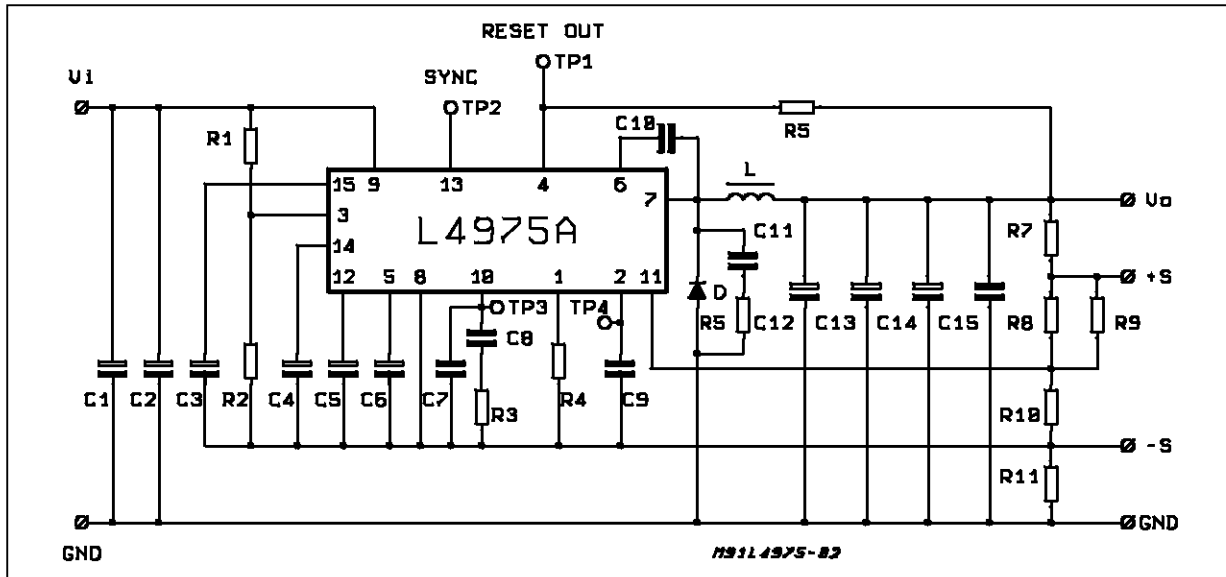 RESET OUT
TP1
Vi
SYNC
TP2
C10
R5
R1
15 9 13 4 6
7
3
14
L4975A
12 5 8 10 1 2 11
L
Vo
C11
R7
TP3
TP4
D
+S
C8
R5
C12
C13
C14
C15
R8
R9
C1
C2
C3
R2
C4
C5
C6
C7
R3
R4
C9
R10
-S
R11
GND
GND
M91L4975-02